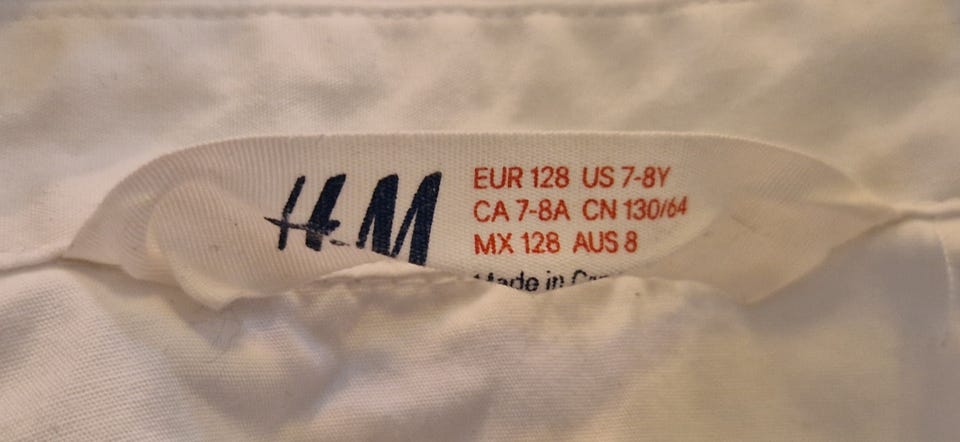 H&M
EUR 128 US 7-8Y
CA 7-8A CN 130/64
MX 128 AUS 8
Made in